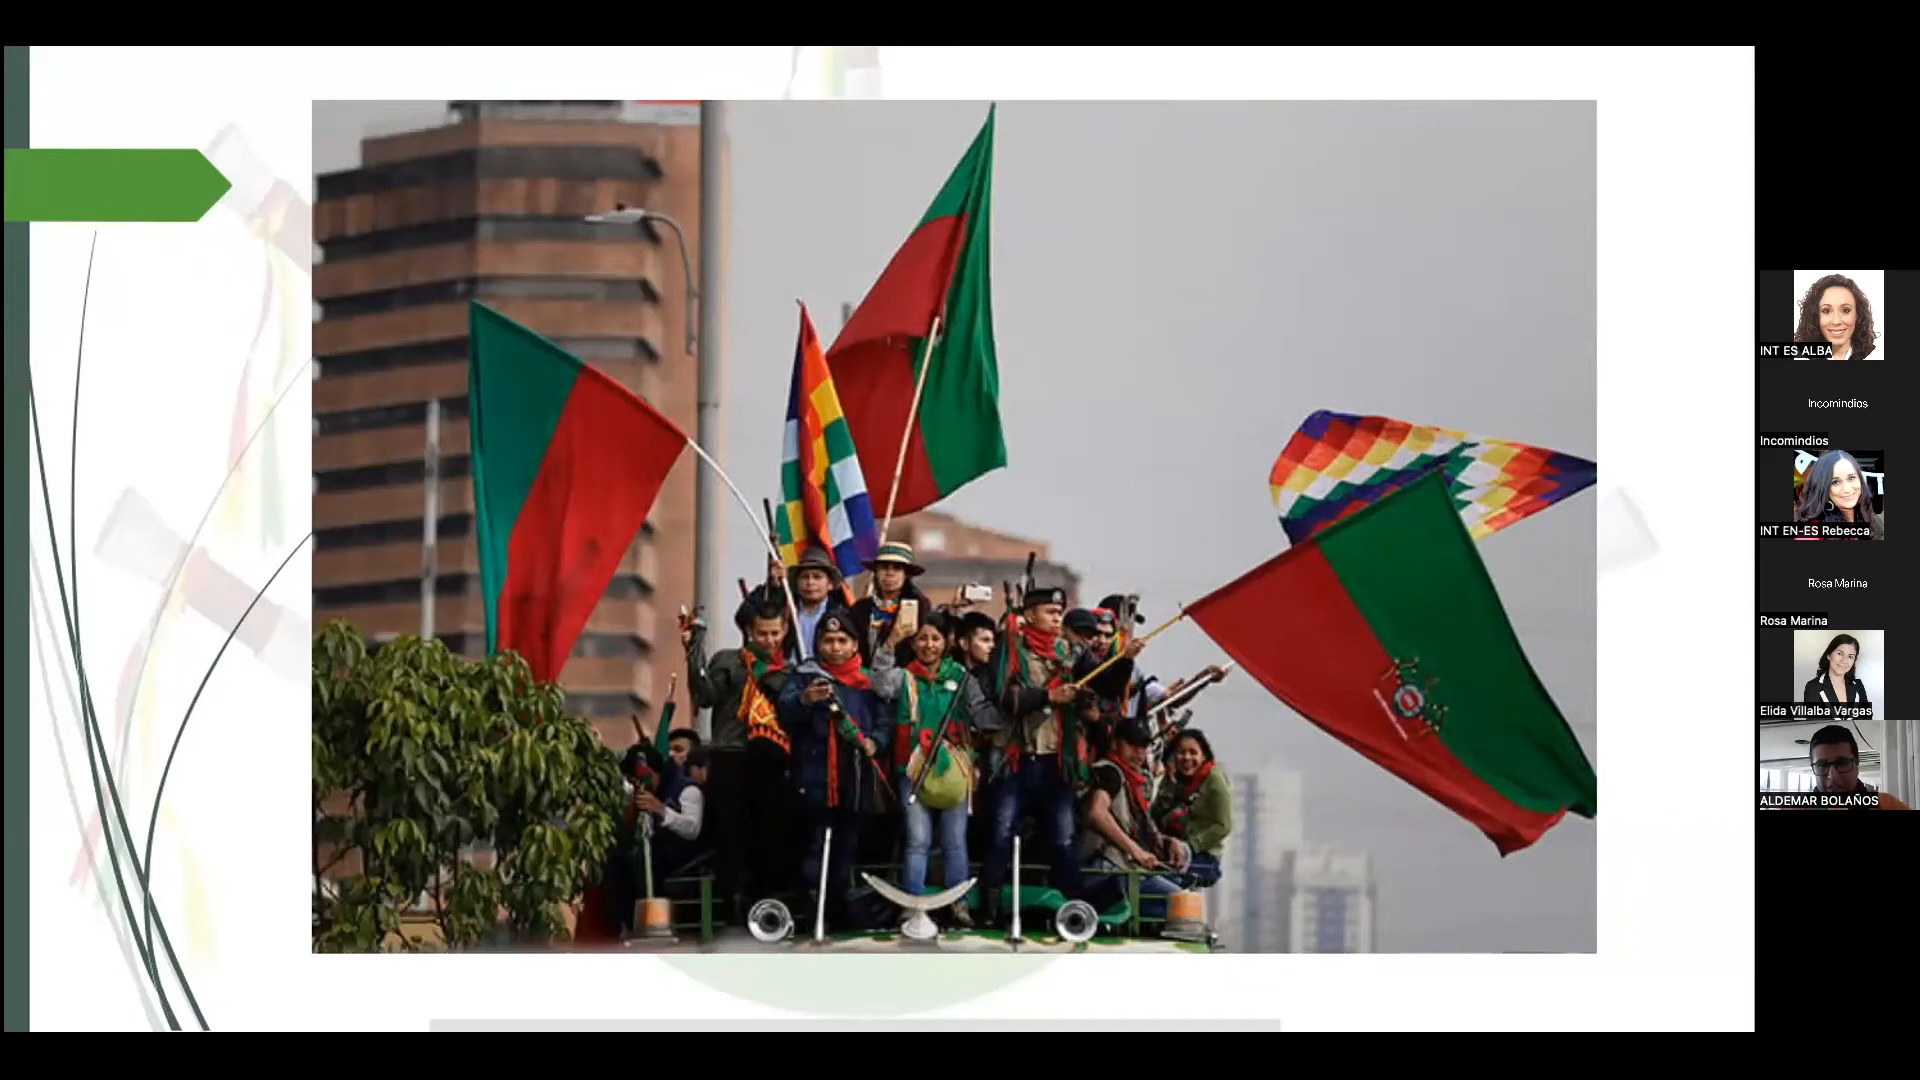 INT ES ALBA
Incomindios
Incomindios
INT EN-ES Rebecca
Rosa Marina
Rosa Marina
Elida Villalba Vargas
ALDEMAR BOLAÑOS